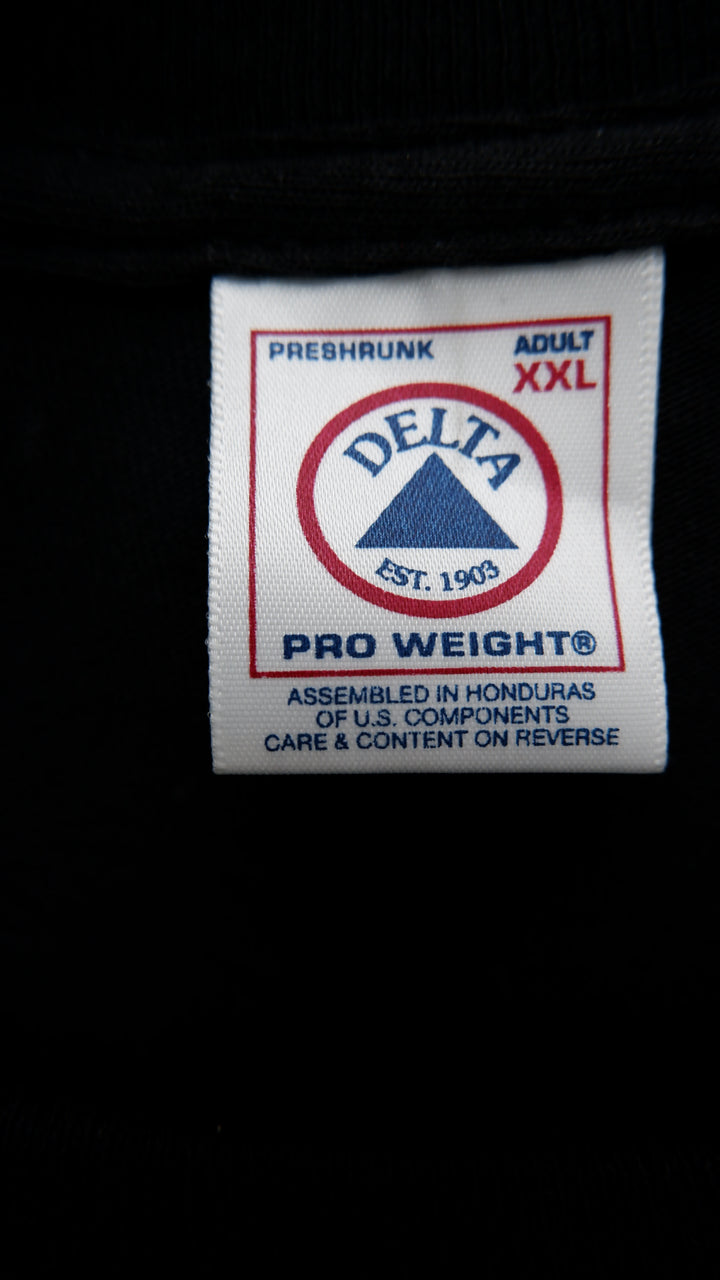 PRESHRUNK
ADULT
XXL
DELTA
EST. 1903
PRO WEIGHT®
ASSEMBLED IN HONDURAS
OF U.S. COMPONENTS
CARE & CONTENT ON REVERSE